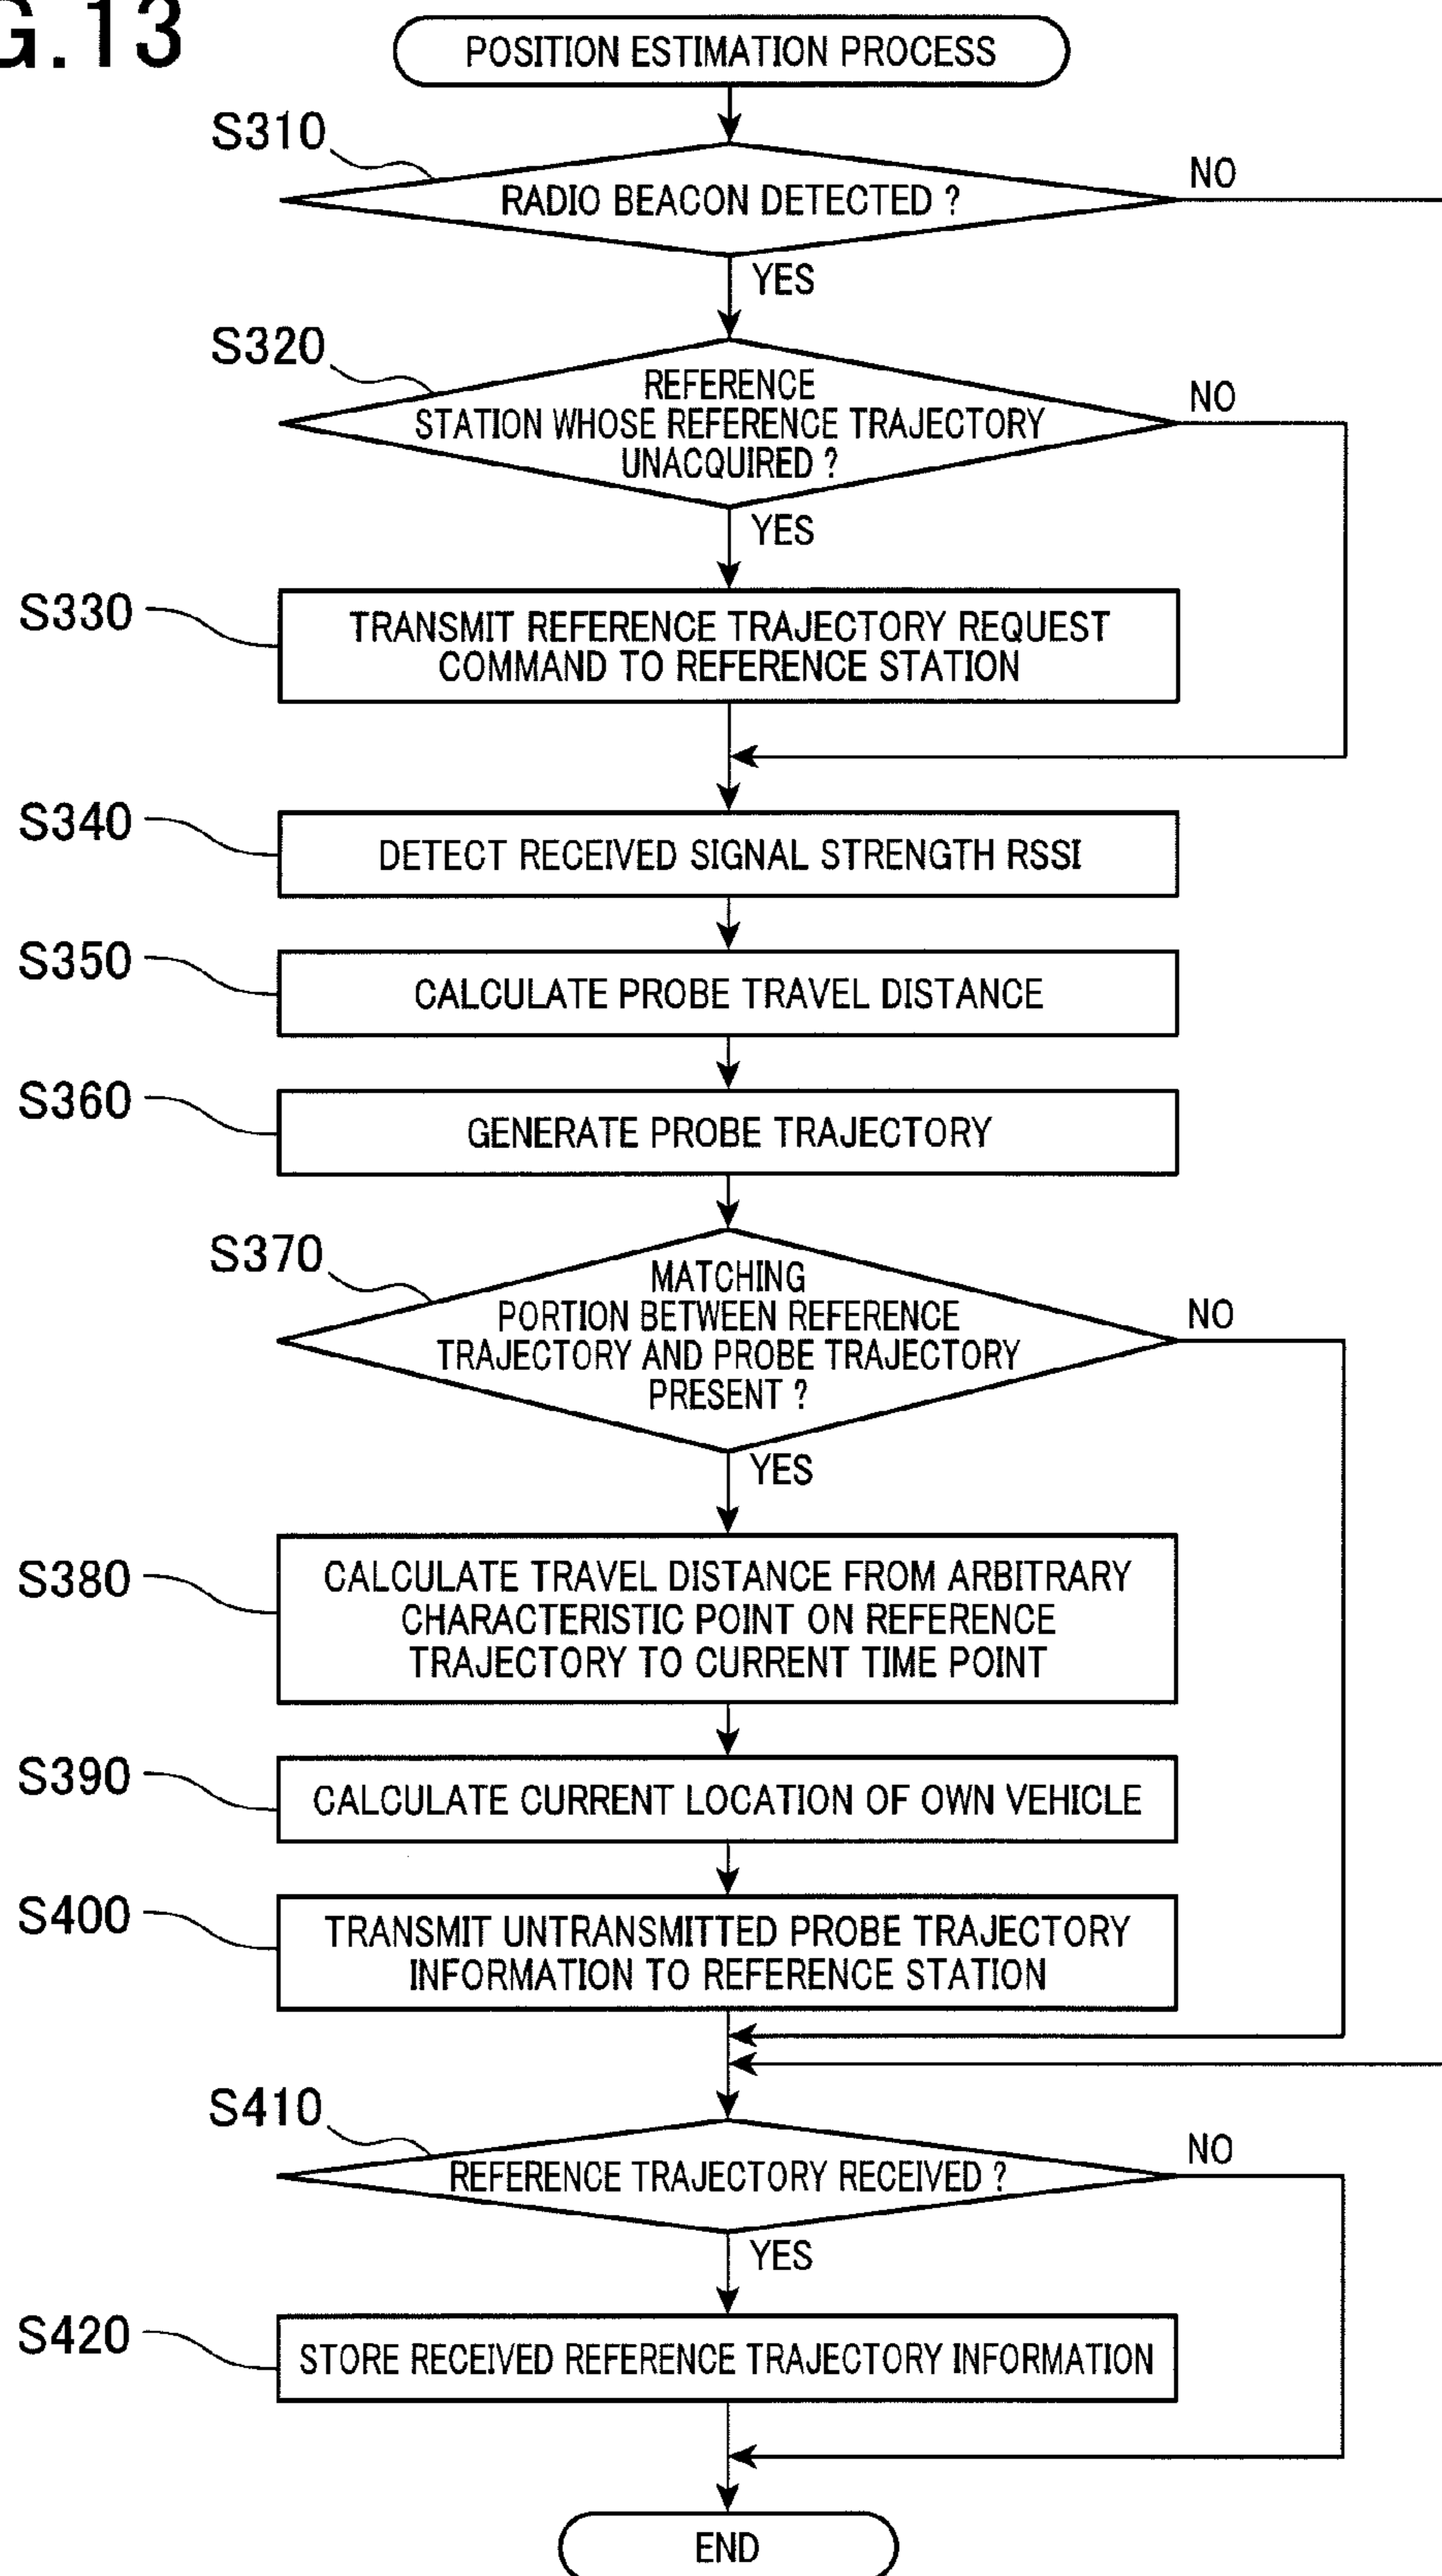 G.13
POSITION ESTIMATION PROCESS
S310
RADIO BEACON DETECTED ?
NO
YES
S320
REFERENCE
STATION WHOSE REFERENCE TRAJECTORY
UNACQUIRED ?
NO
YES
S330
TRANSMIT REFERENCE TRAJECTORY REQUEST
COMMAND TO REFERENCE STATION
S340
DETECT RECEIVED SIGNAL STRENGTH RSSI
S350
CALCULATE PROBE TRAVEL DISTANCE
S360
GENERATE PROBE TRAJECTORY
S370
MATCHING
PORTION BETWEEN REFERENCE
TRAJECTORY AND PROBE TRAJECTORY
PRESENT ?
NO
YES
S380
CALCULATE TRAVEL DISTANCE FROM ARBITRARY
CHARACTERISTIC POINT ON REFERENCE
TRAJECTORY TO CURRENT TIME POINT
S390
CALCULATE CURRENT LOCATION OF OWN VEHICLE
S400
TRANSMIT UNTRANSMITTED PROBE TRAJECTORY
INFORMATION TO REFERENCE STATION
S410
REFERENCE TRAJECTORY RECEIVED ?
NO
YES
S420
STORE RECEIVED REFERENCE TRAJECTORY INFORMATION
END